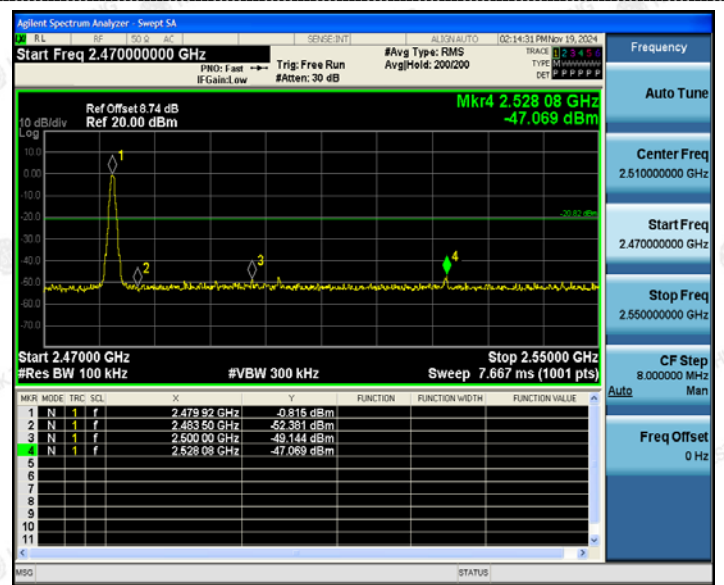 Agilent Spectrum Analyzer - Swept SA
RL RF 50 Ω AC SENSE:INT ALIGNAUTO 02:14:31 PM Nov 19, 2024
Start Freq 2.470000000 GHz
PNO: Fast
IFGain:Low
Trig: Free Run
#Atten: 30 dB
#Avg Type: RMS
Avg|Hold: 200/200
TRACE 1 2 3 4 5 6
TYPE M WWWWW
DET P P P P P P
Frequency
Auto Tune
Center Freq
2.510000000 GHz
Start Freq
2.470000000 GHz
Stop Freq
2.550000000 GHz
CF Step
8.000000 MHz
Auto Man
Freq Offset
0 Hz
Ref Offset 8.74 dB
10 dB/div Ref 20.00 dBm
Log
Mkr4 2.528 08 GHz
-47.069 dBm
10.0
0.00
-10.0
-20.0
-30.0
-40.0
-50.0
-60.0
-70.0
1
2
3
4
-20.82 dBm
Start 2.47000 GHz Stop 2.55000 GHz
#Res BW 100 kHz #VBW 300 kHz Sweep 7.667 ms (1001 pts)
MKR MODE TRC SCL X Y FUNCTION FUNCTION WIDTH FUNCTION VALUE
1 N 1 f 2.479 92 GHz -0.815 dBm
2 N 1 f 2.483 50 GHz -52.381 dBm
3 N 1 f 2.500 00 GHz -49.144 dBm
4 N 1 f 2.528 08 GHz -47.069 dBm
5
6
7
8
9
10
11
MSG STATUS